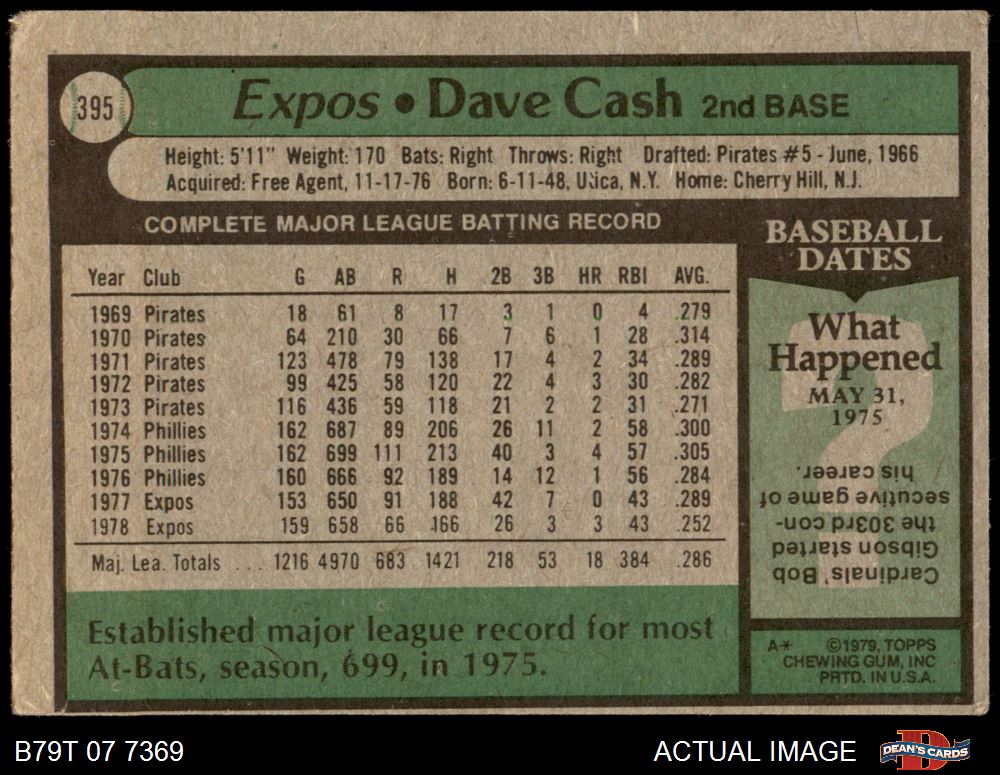 395
Expos • Dave Cash 2nd BASE
Height: 5'11" Weight: 170 Bats: Right Throws: Right Drafted: Pirates #5 - June, 1966
Acquired: Free Agent, 11-17-76 Born: 6-11-48, Utica, N.Y. Home: Cherry Hill, N.J.
COMPLETE MAJOR LEAGUE BATTING RECORD
Year Club G AB R H 2B 3B HR RBI AVG.
1969 Pirates 18 61 8 17 3 1 0 4 .279
1970 Pirates 64 210 30 66 7 6 1 28 .314
1971 Pirates 123 478 79 138 17 4 2 34 .289
1972 Pirates 99 425 58 120 22 4 3 30 .282
1973 Pirates 116 436 59 118 21 2 2 31 .271
1974 Phillies 162 687 89 206 26 11 2 58 .300
1975 Phillies 162 699 111 213 40 3 4 57 .305
1976 Phillies 160 666 92 189 14 12 1 56 .284
1977 Expos 153 650 91 188 42 7 0 43 .289
1978 Expos 159 658 66 166 26 3 3 43 .252
Maj. Lea. Totals ... 1216 4970 683 1421 218 53 18 384 .286
Established major league record for most
At-Bats, season, 699, in 1975.
BASEBALL
DATES
What
Happened
MAY 31,
1975
?
Cardinals' Bob
Gibson started
the 303rd con-
secutive game of
his career.
A* ©1979, TOPPS
CHEWING GUM, INC
PRTD. IN U.S.A.
B79T 07 7369
ACTUAL IMAGE
D
DEAN'S CARDS